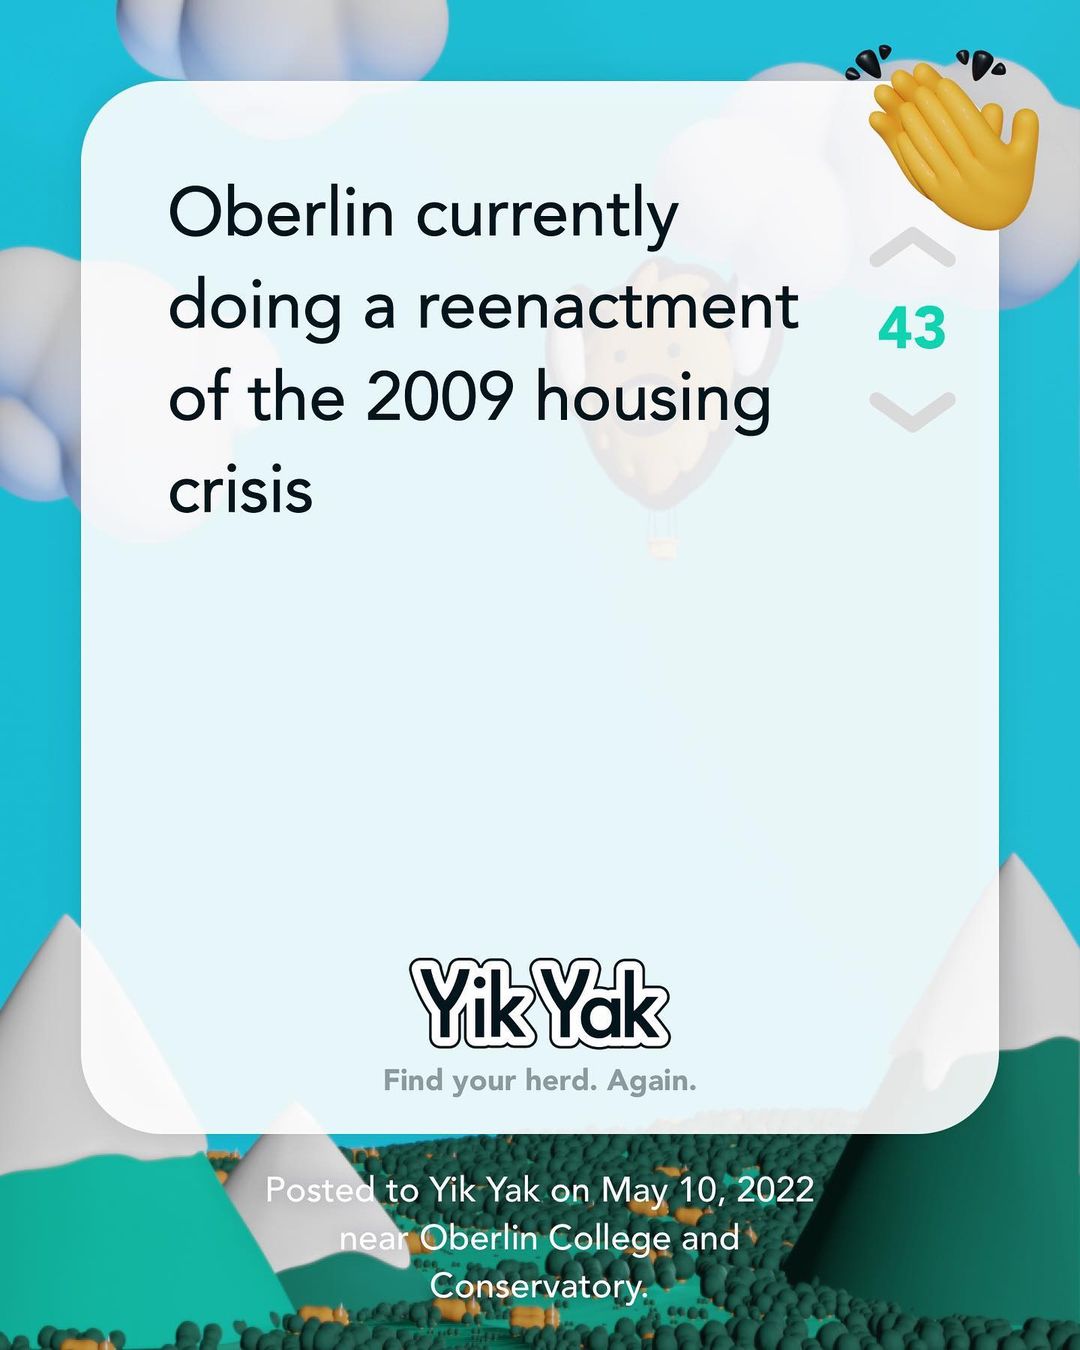 Oberlin currently
doing a reenactment
of the 2009 housing
crisis
43
Yik Yak
Find your herd. Again.
Posted to Yik Yak on May 10, 2022
near Oberlin College and
Conservatory.